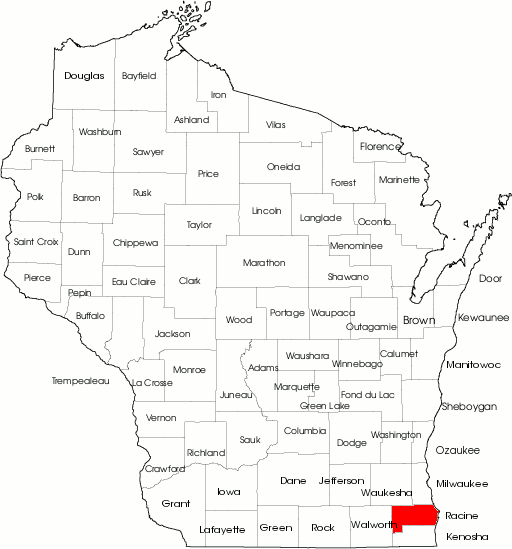 Douglas
Bayfield
Iron
Ashland
Vilas
Washburn
Burnett
Sawyer
Florence
Price
Oneida
Forest
Marinette
Polk
Barron
Rusk
Taylor
Lincoln
Langlade
Oconto
Saint Croix
Dunn
Chippewa
Menominee
Marathon
Shawano
Pierce
Eau Claire
Clark
Door
Pepin
Buffalo
Wood
Portage
Waupaca
Outagamie
Brown
Kewaunee
Jackson
Trempealeau
La Crosse
Monroe
Adams
Waushara
Winnebago
Calumet
Manitowoc
Juneau
Marquette
Green Lake
Fond du Lac
Sheboygan
Vernon
Richland
Sauk
Columbia
Dodge
Washington
Ozaukee
Crawford
Grant
Iowa
Dane
Jefferson
Waukesha
Milwaukee
Lafayette
Green
Rock
Walworth
Racine
Kenosha